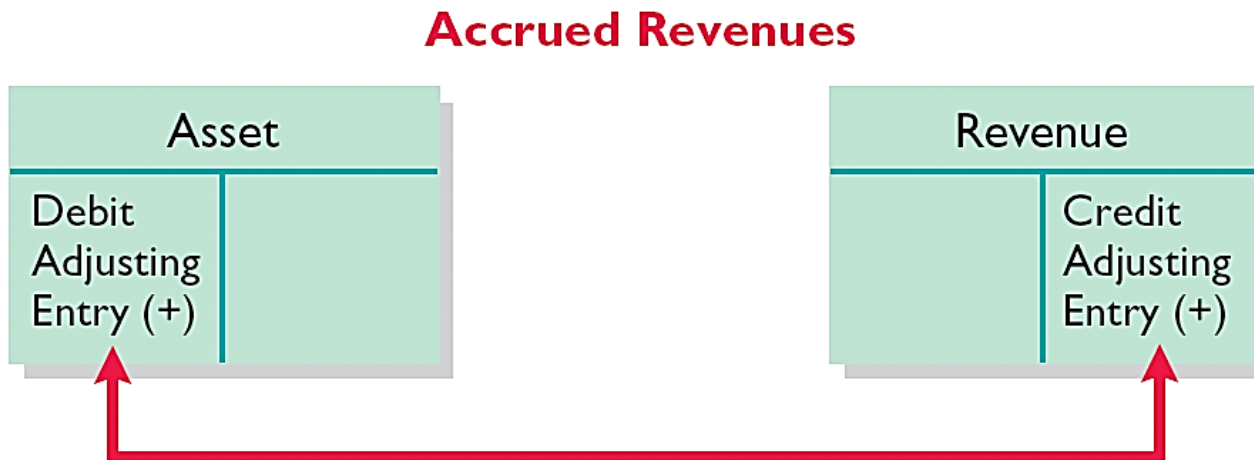 Accrued Revenues
Asset
Debit
Adjusting
Entry (+)
Revenue
Credit
Adjusting
Entry (+)